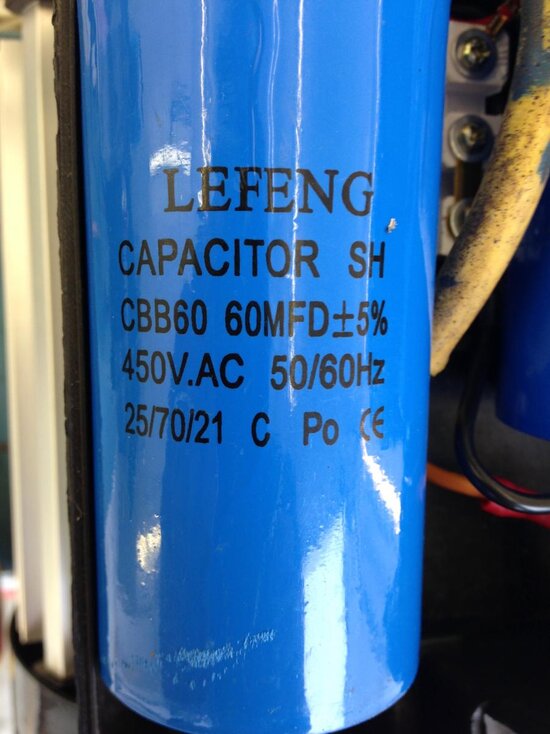 LEFENG
CAPACITOR SH
CBB60 60MFD±5%
450V.AC 50/60Hz
25/70/21 C Po CE